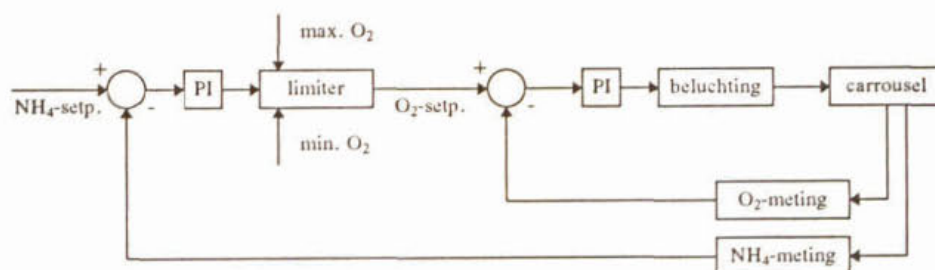 max. O₂
+
NH₄-setp.
-
PI
limiter
min. O₂
O₂-setp.
+
-
PI
beluchting
carrousel
O₂-meting
NH₄-meting